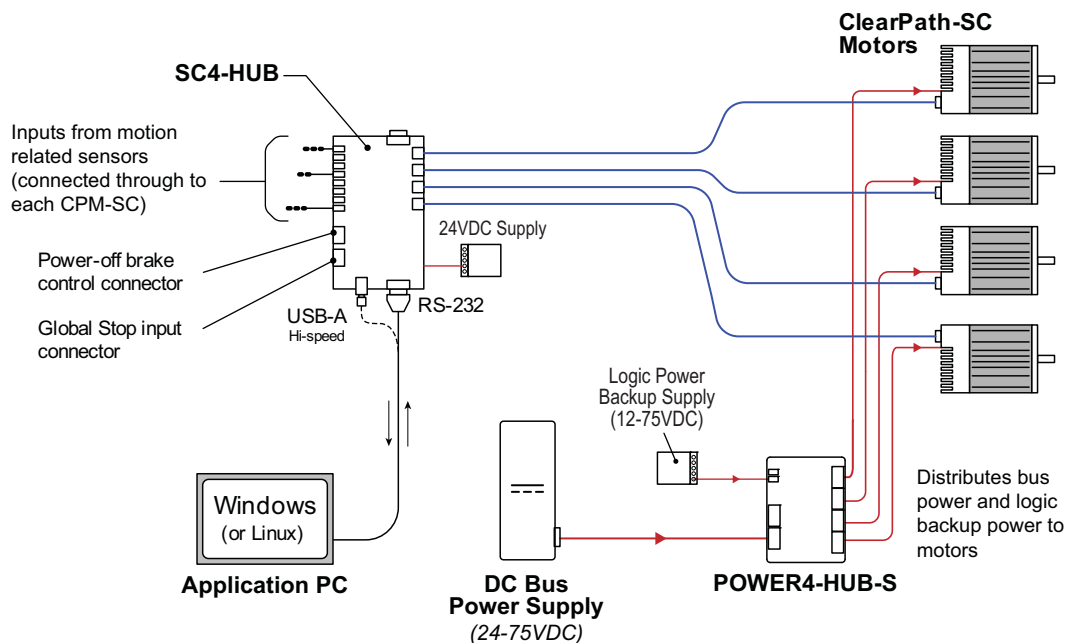 ClearPath-SC
Motors
SC4-HUB
Inputs from motion
related sensors
(connected through to
each CPM-SC)
24VDC Supply
Power-off brake
control connector
Global Stop input
connector
USB-A
Hi-speed
RS-232
Logic Power
Backup Supply
(12-75VDC)
Windows
(or Linux)
Application PC
DC Bus
Power Supply
(24-75VDC)
POWER4-HUB-S
Distributes bus
power and logic
backup power to
motors